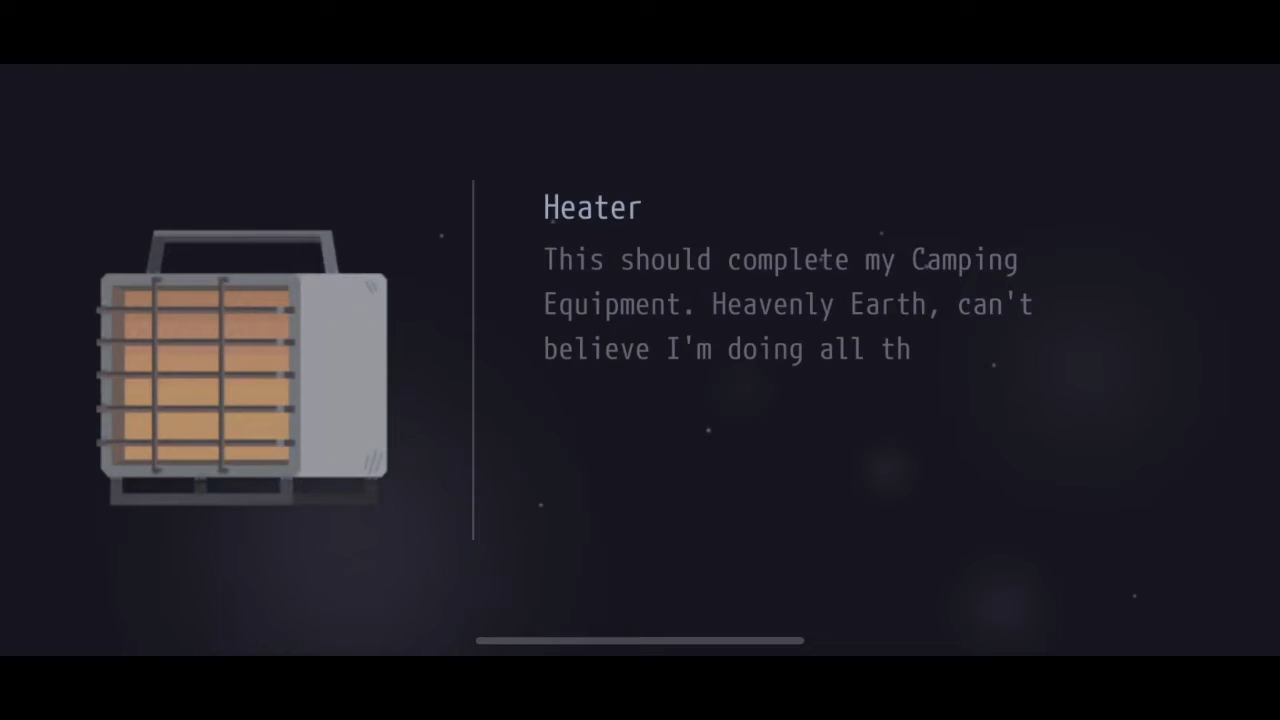 Heater
This should complete my Camping
Equipment. Heavenly Earth, can't
believe I'm doing all th